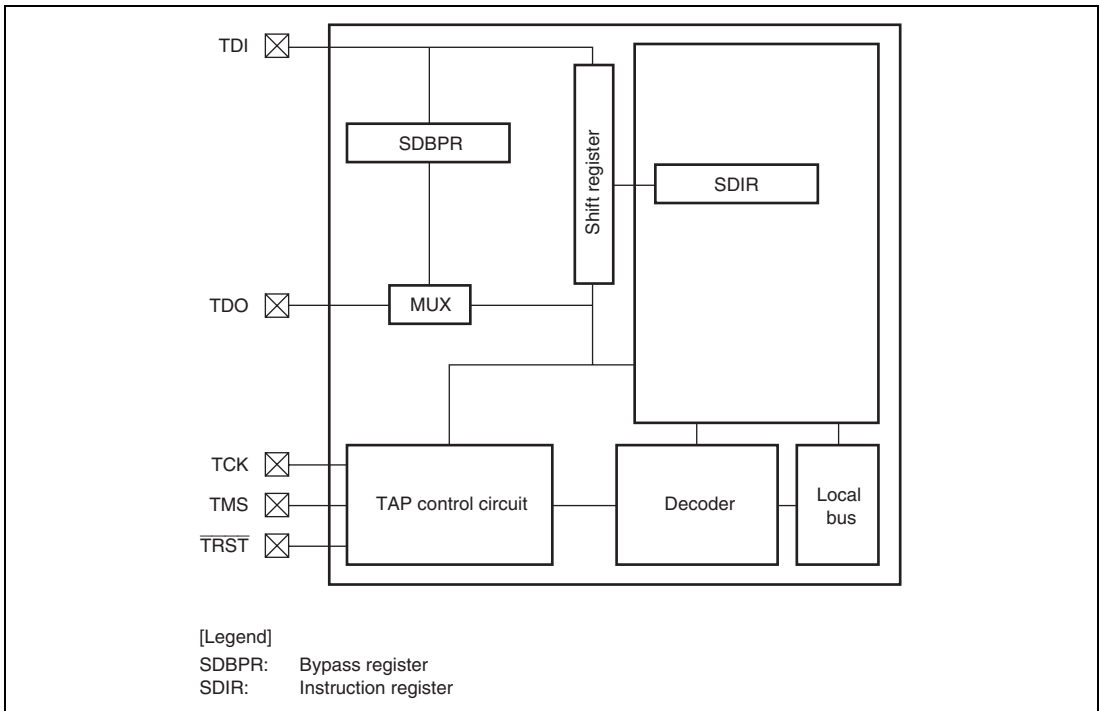 TDI
SDBPR
Shift register
SDIR
TDO
MUX
TCK
TMS
TRST
TAP control circuit
Decoder
Local
bus
[Legend]
SDBPR: Bypass register
SDIR: Instruction register